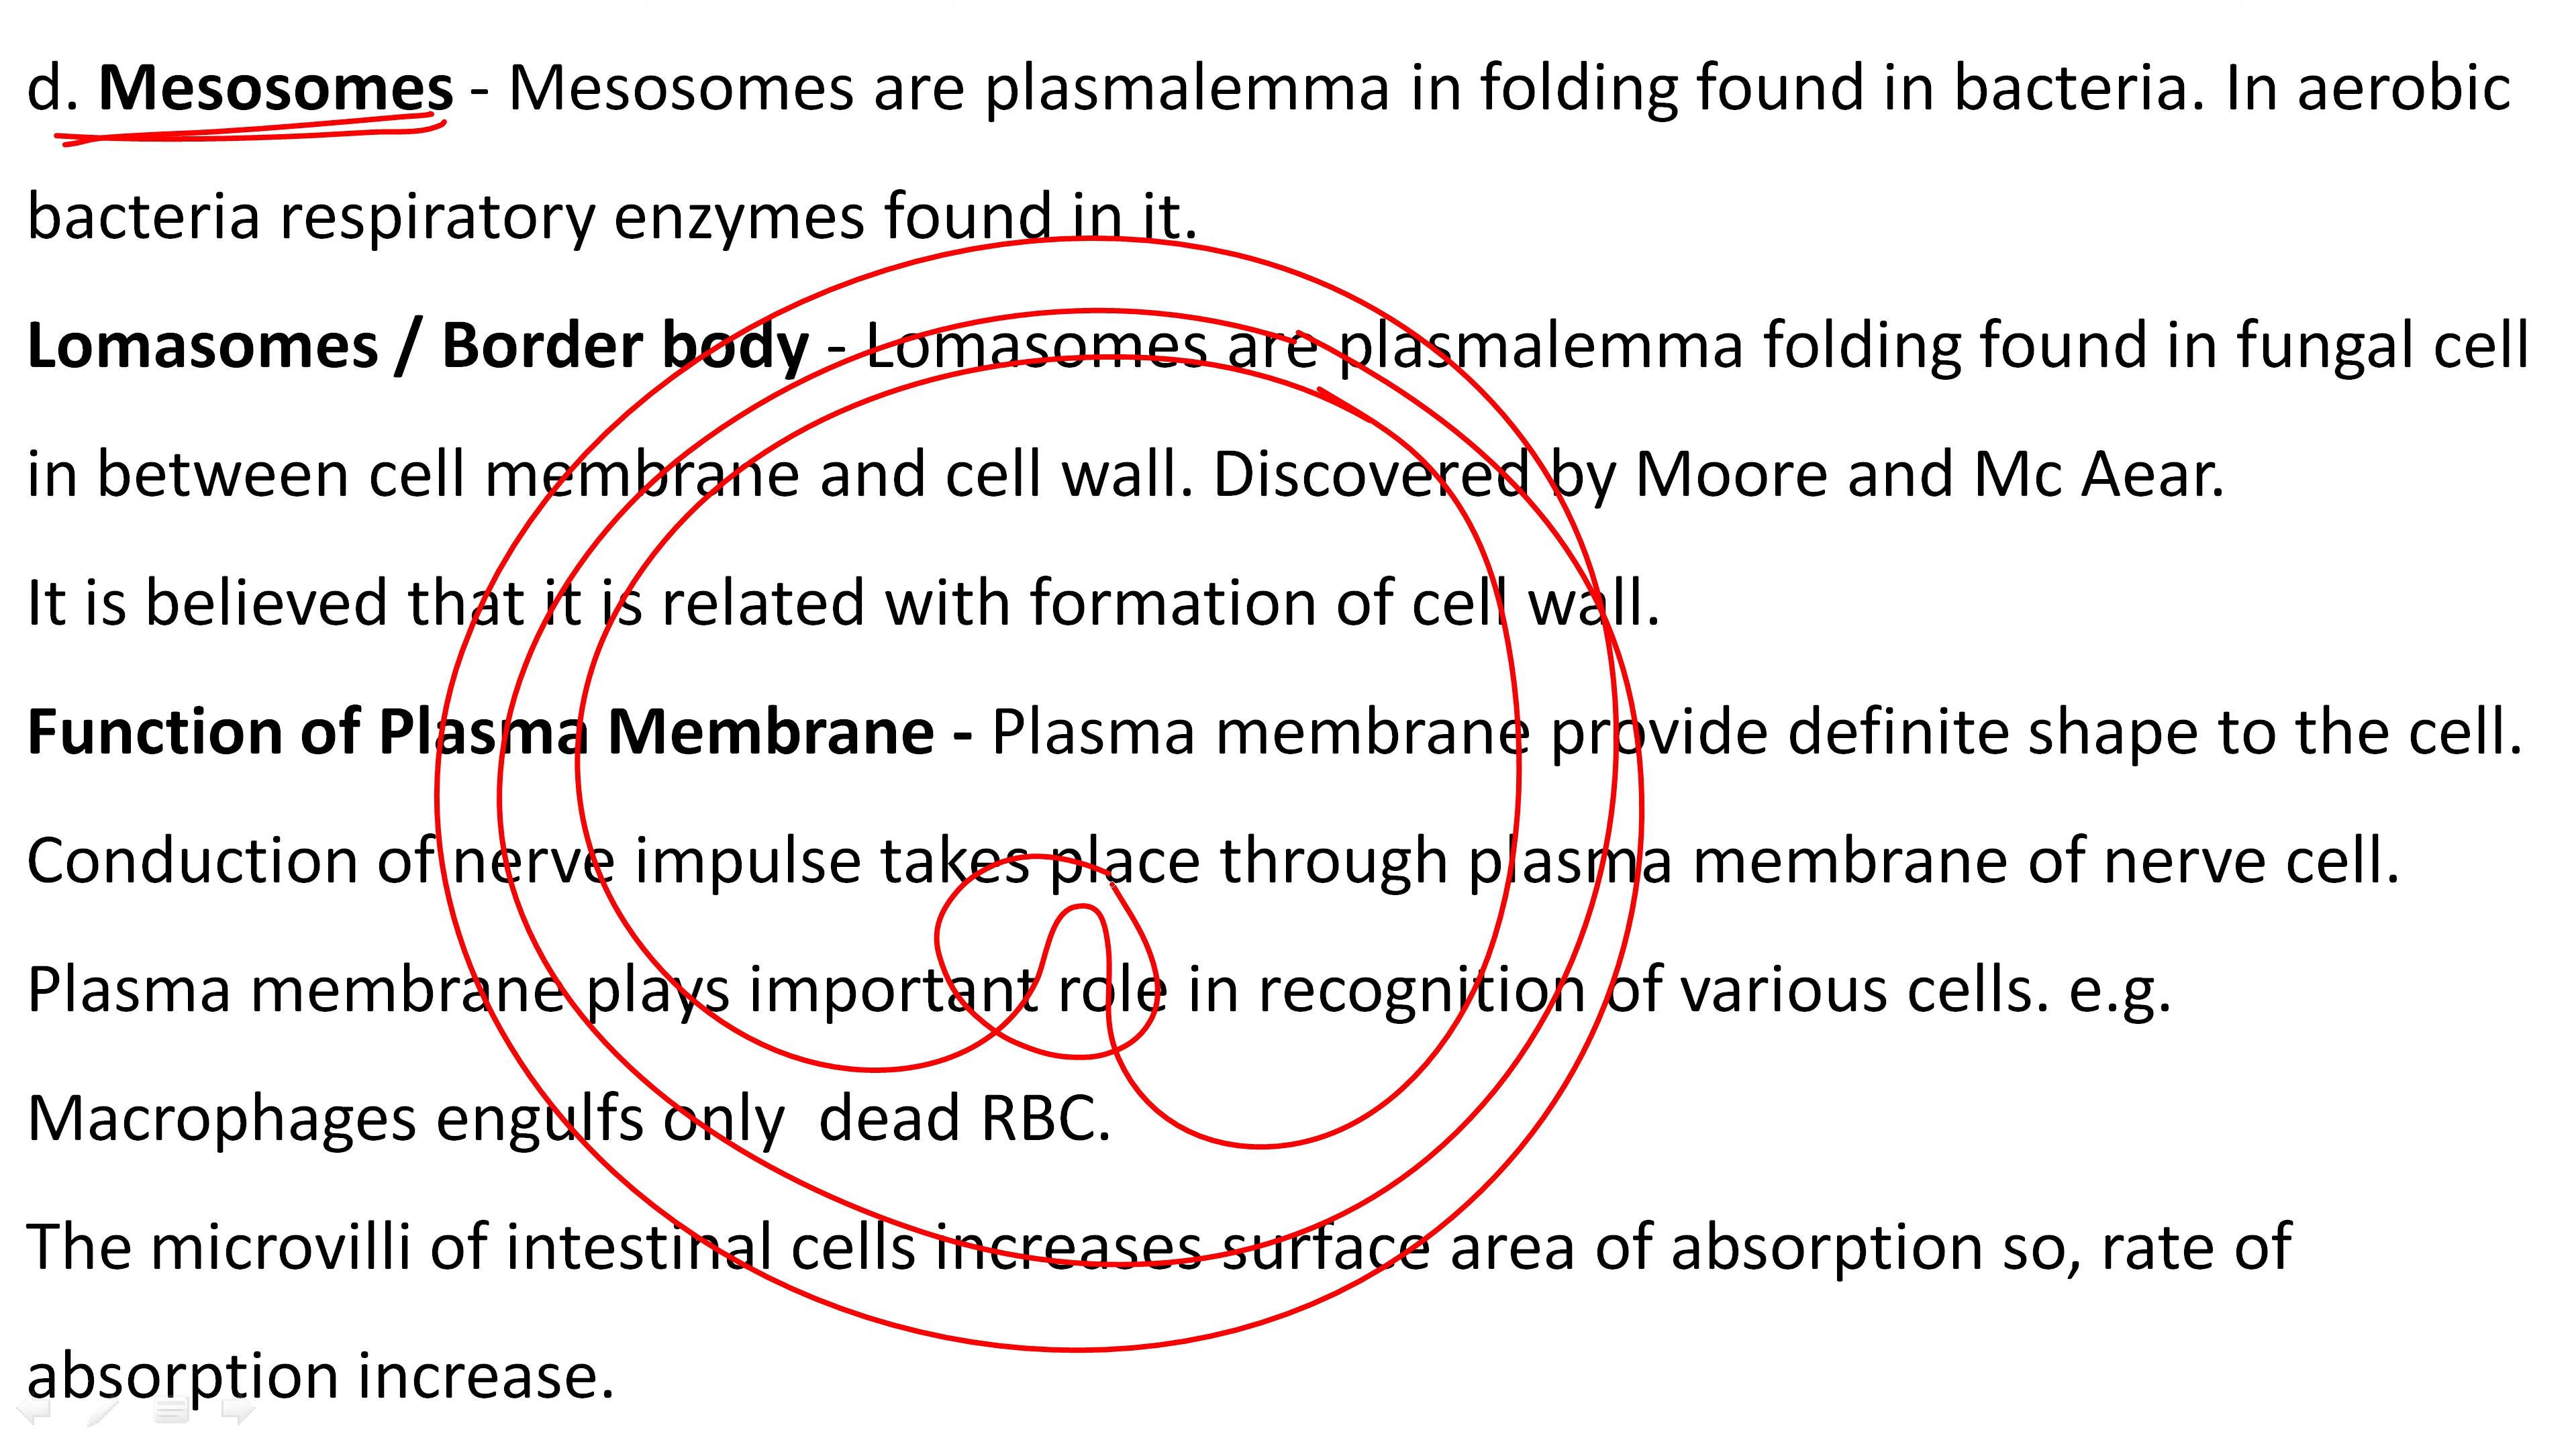 d. Mesosomes - Mesosomes are plasmalemma in folding found in bacteria. In aerobic
bacteria respiratory enzymes found in it.
Lomasomes / Border body - Lomasomes are plasmalemma folding found in fungal cell
in between cell membrane and cell wall. Discovered by Moore and Mc Aear.
It is believed that it is related with formation of cell wall.
Function of Plasma Membrane - Plasma membrane provide definite shape to the cell.
Conduction of nerve impulse takes place through plasma membrane of nerve cell.
Plasma membrane plays important role in recognition of various cells. e.g.
Macrophages engulfs only  dead RBC.
The microvilli of intestinal cells increases surface area of absorption so, rate of
absorption increase.